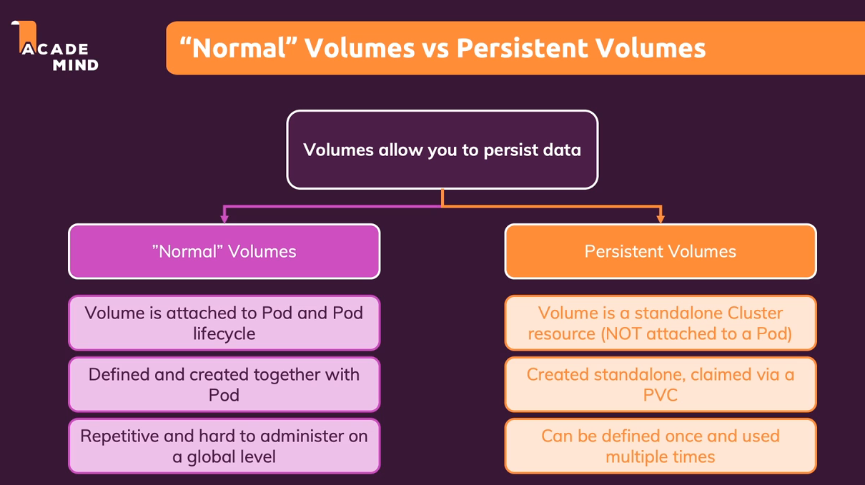 ACADE
MIND
“Normal” Volumes vs Persistent Volumes
Volumes allow you to persist data
”Normal” Volumes
Volume is attached to Pod and Pod
lifecycle
Defined and created together with
Pod
Repetitive and hard to administer on
a global level
Persistent Volumes
Volume is a standalone Cluster
resource (NOT attached to a Pod)
Created standalone, claimed via a
PVC
Can be defined once and used
multiple times